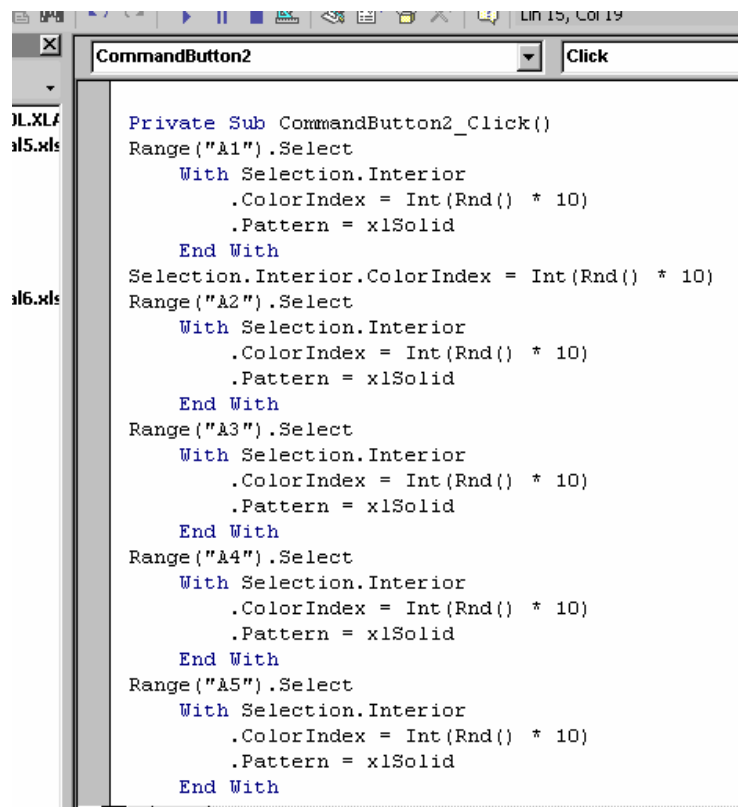 Lin 15, Col 19
CommandButton2 Click
OL.XLA
al5.xls
al6.xls
Private Sub CommandButton2_Click()
Range("A1").Select
With Selection.Interior
.ColorIndex = Int(Rnd() * 10)
.Pattern = xlSolid
End With
Selection.Interior.ColorIndex = Int(Rnd() * 10)
Range("A2").Select
With Selection.Interior
.ColorIndex = Int(Rnd() * 10)
.Pattern = xlSolid
End With
Range("A3").Select
With Selection.Interior
.ColorIndex = Int(Rnd() * 10)
.Pattern = xlSolid
End With
Range("A4").Select
With Selection.Interior
.ColorIndex = Int(Rnd() * 10)
.Pattern = xlSolid
End With
Range("A5").Select
With Selection.Interior
.ColorIndex = Int(Rnd() * 10)
.Pattern = xlSolid
End With